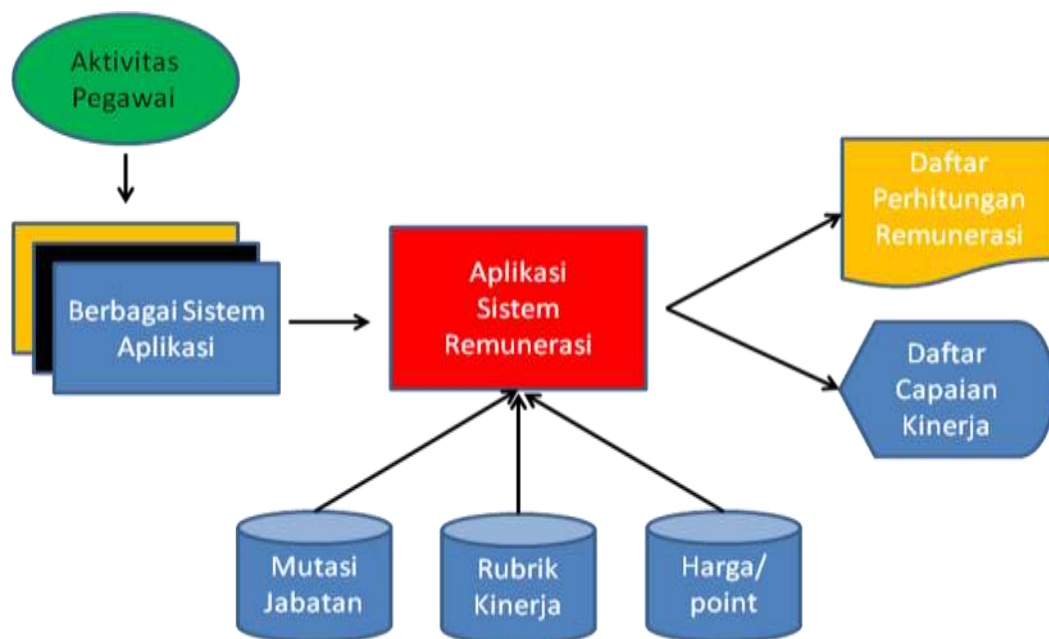 Aktivitas
Pegawai
Berbagai Sistem
Aplikasi
Aplikasi
Sistem
Remunerasi
Daftar
Perhitungan
Remunerasi
Daftar
Capaian
Kinerja
Mutasi
Jabatan
Rubrik
Kinerja
Harga/
point